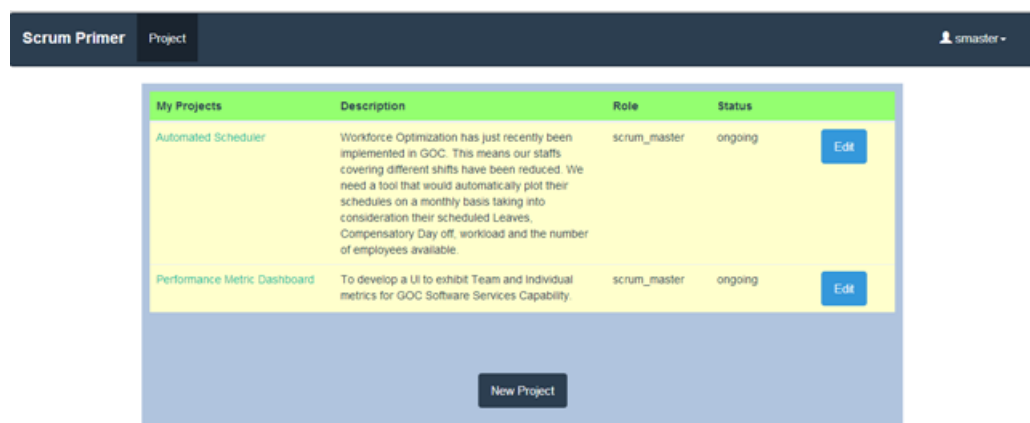 Scrum Primer Project smaster
My Projects Description Role Status
Automated Scheduler Workforce Optimization has just recently been scrum_master ongoing Edit
implemented in GOC. This means our staffs
covering different shifts have been reduced. We
need a tool that would automatically plot their
schedules on a monthly basis taking into
consideration their scheduled Leaves,
Compensatory Day off, workload and the number
of employees available.
Performance Metric Dashboard To develop a UI to exhibit Team and Individual scrum_master ongoing Edit
metrics for GOC Software Services Capability.
New Project